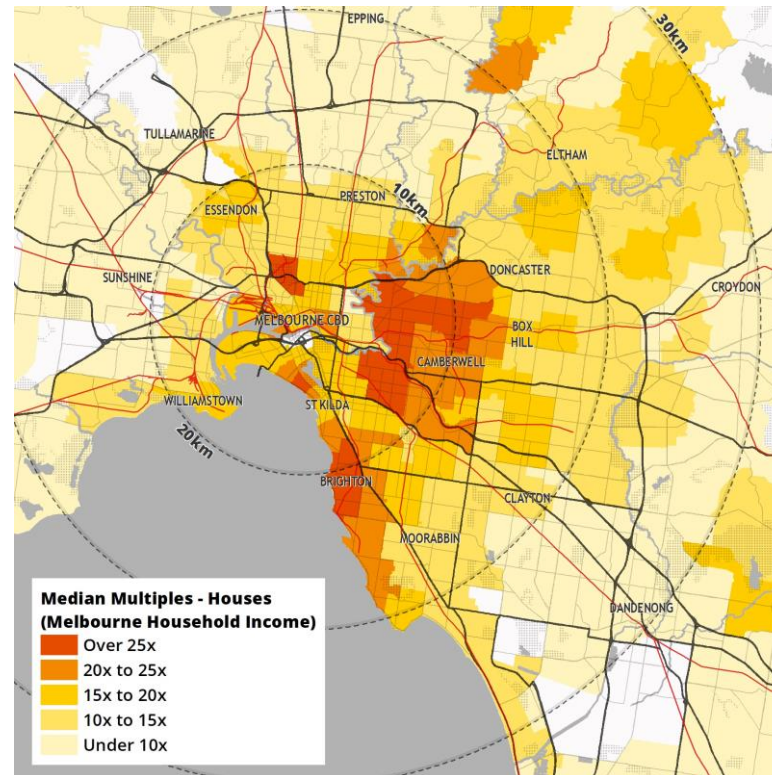 EPPING
30km
TULLAMARINE
ELTHAM
PRESTON
10km
ESSENDON
DONCASTER
SUNSHINE
CROYDON
MELBOURNE CBD
BOX
HILL
CAMBERWELL
WILLIAMSTOWN
ST KILDA
20km
BRIGHTON
CLAYTON
MOORABBIN
DANDENONG
Median Multiples - Houses
(Melbourne Household Income)
Over 25x
20x to 25x
15x to 20x
10x to 15x
Under 10x